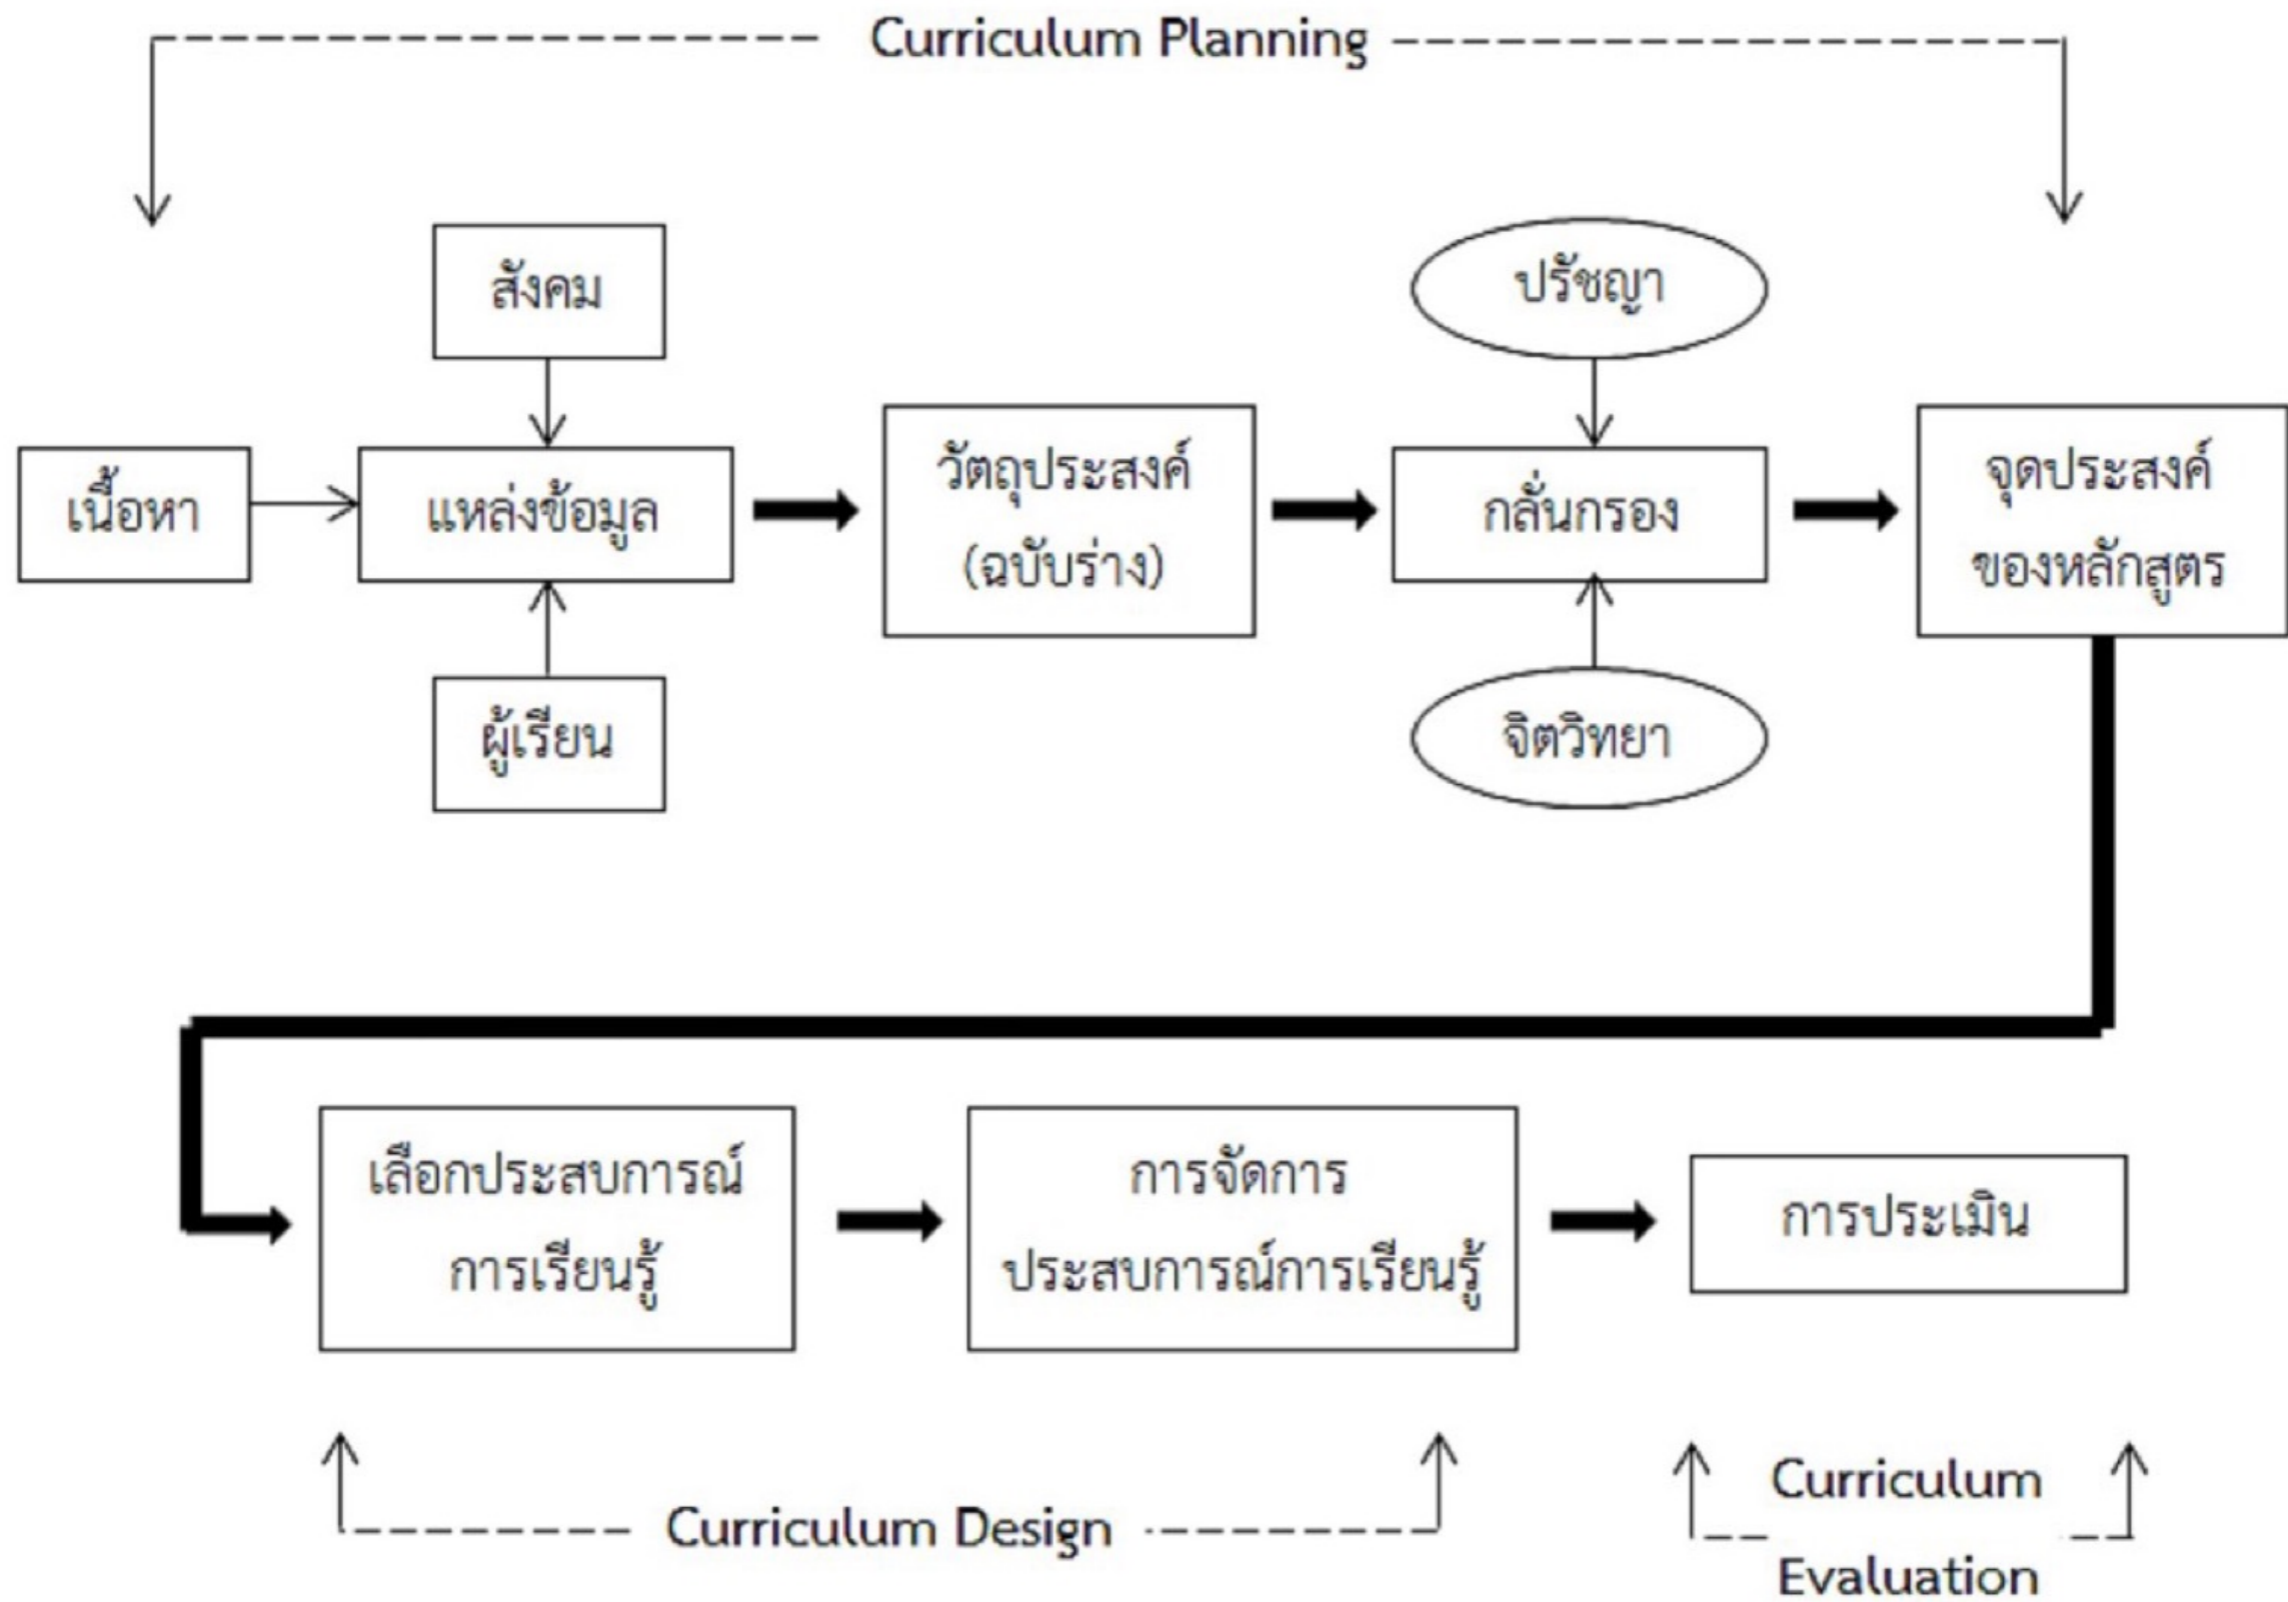 Curriculum Planning
สังคม
ปรัชญา
เนื้อหา
แหล่งข้อมูล
วัตถุประสงค์
(ฉบับร่าง)
กลั่นกรอง
จุดประสงค์
ของหลักสูตร
ผู้เรียน
จิตวิทยา
เลือกประสบการณ์
การเรียนรู้
การจัดการ
ประสบการณ์การเรียนรู้
การประเมิน
Curriculum Design
Curriculum
Evaluation